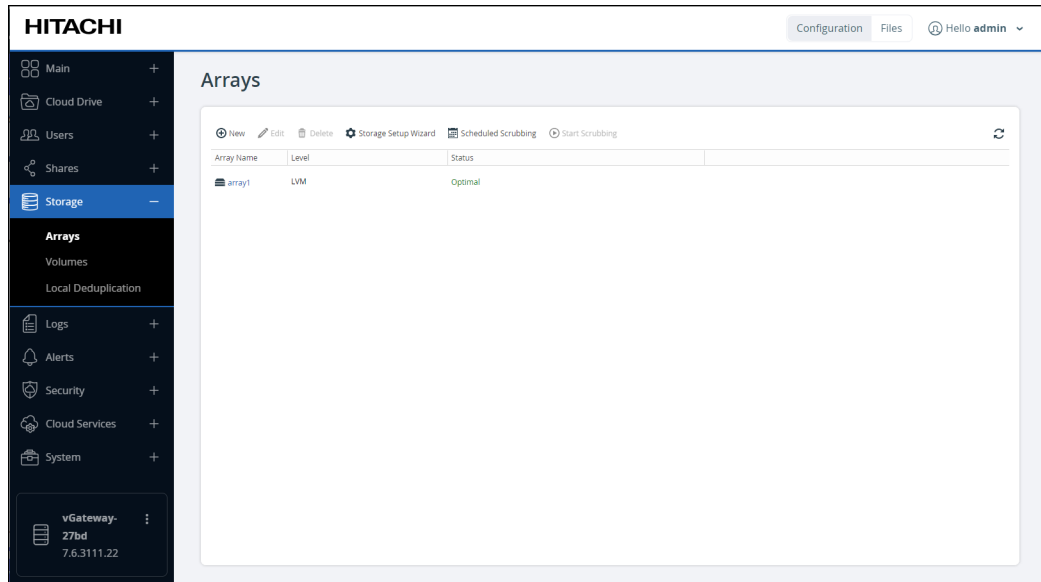 HITACHI
Configuration Files Hello admin
Main
Cloud Drive
Users
Shares
Storage
Arrays
Volumes
Local Deduplication
Logs
Alerts
Security
Cloud Services
System
vGateway-
27bd
7.6.3111.22
Arrays
New Edit Delete Storage Setup Wizard Scheduled Scrubbing Start Scrubbing
Array Name Level Status
array1 LVM Optimal